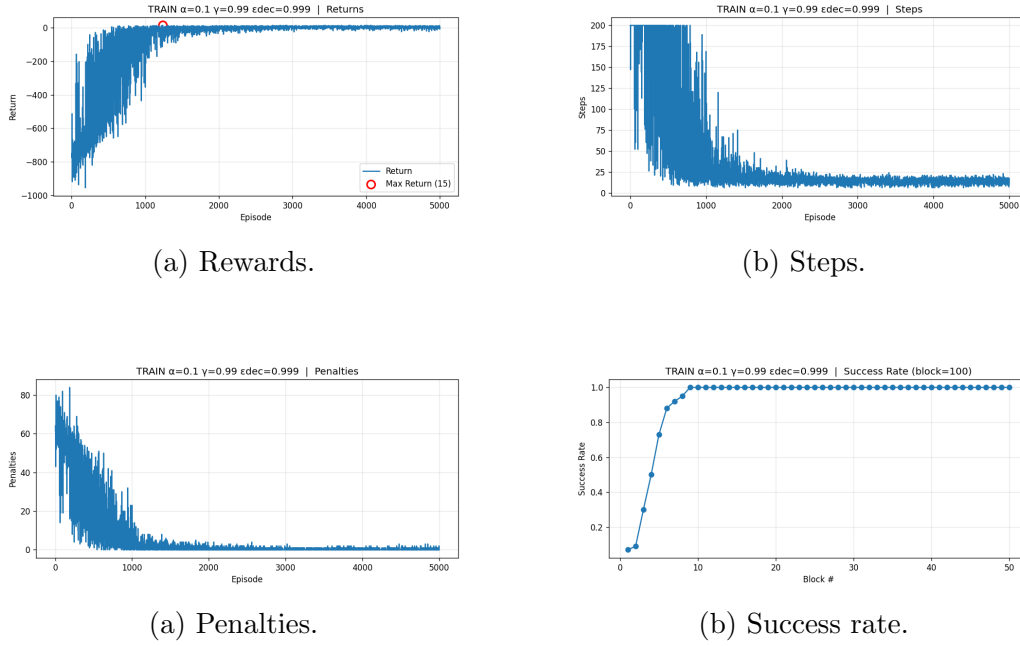 TRAIN α=0.1 γ=0.99 εdec=0.999 | Returns
0
−200
−400
−600
−800
−1000
Return
Return
Max Return (15)
0
1000
2000
3000
4000
5000
Episode
(a) Rewards.
TRAIN α=0.1 γ=0.99 εdec=0.999 | Steps
200
175
150
125
100
75
50
25
0
Steps
0
1000
2000
3000
4000
5000
Episode
(b) Steps.
TRAIN α=0.1 γ=0.99 εdec=0.999 | Penalties
80
60
40
20
0
Penalties
0
1000
2000
3000
4000
5000
Episode
(a) Penalties.
TRAIN α=0.1 γ=0.99 εdec=0.999 | Success Rate (block=100)
1.0
0.8
0.6
0.4
0.2
Success Rate
0
10
20
30
40
50
Block #
(b) Success rate.